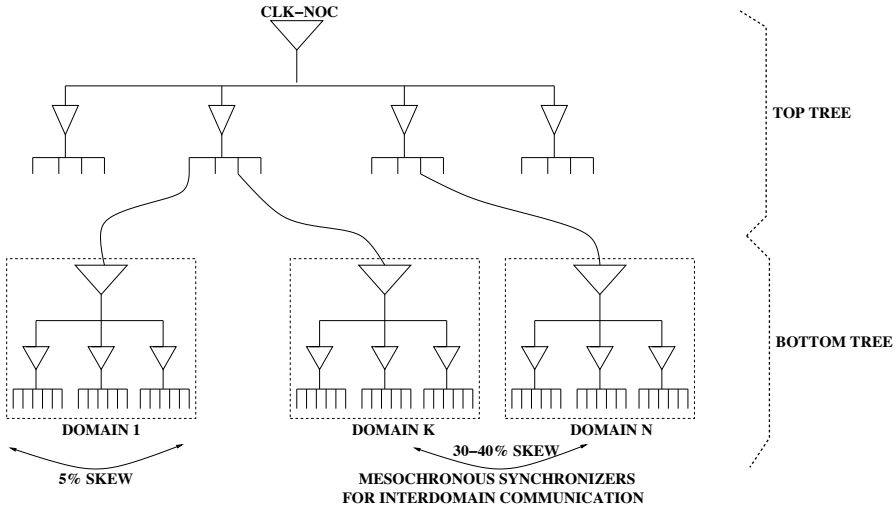 CLK–NOC
TOP TREE
BOTTOM TREE
DOMAIN 1
DOMAIN K
DOMAIN N
5% SKEW
30–40% SKEW
MESOCHRONOUS SYNCHRONIZERS
FOR INTERDOMAIN COMMUNICATION